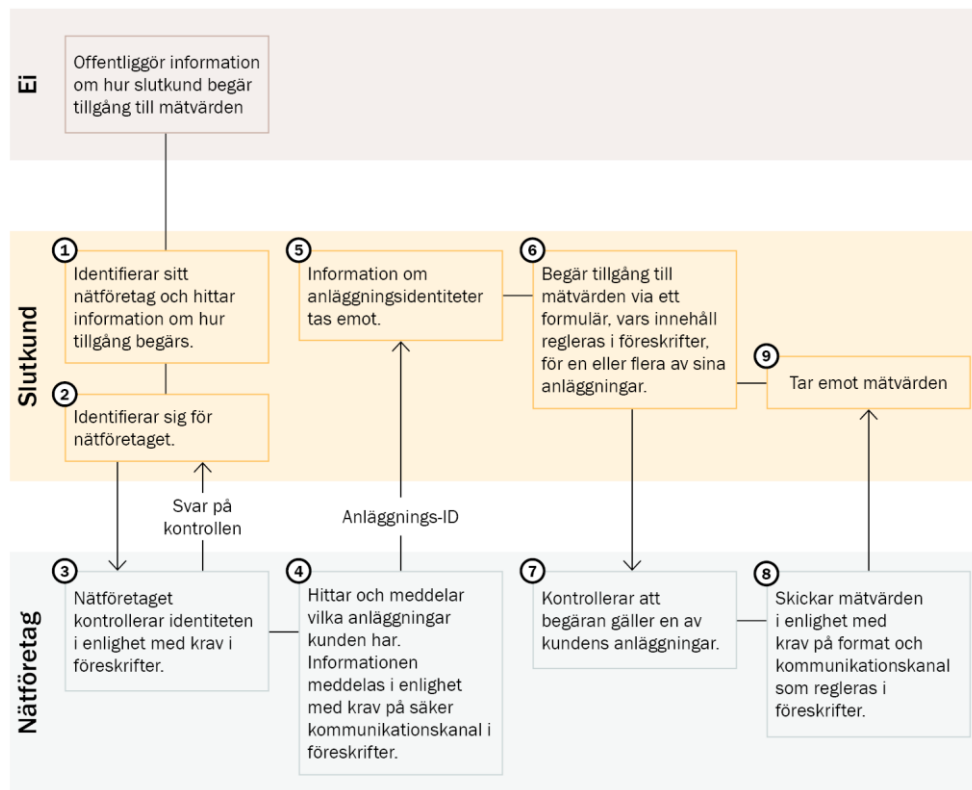 Ei
Offentliggör information
om hur slutkund begär
tillgång till mätvärden
Slutkund
1
Identifierar sitt
nätföretag och hittar
information om hur
tillgång begärs.
2
Identifierar sig för
nätföretaget.
5
Information om
anläggningsidentiteter
tas emot.
6
Begär tillgång till
mätvärden via ett
formulär, vars innehåll
regleras i föreskrifter,
för en eller flera av sina
anläggningar.
9
Tar emot mätvärden
Svar på
kontrollen
Anläggnings-ID
Nätföretag
3
Nätföretaget
kontrollerar identiteten
i enlighet med krav i
föreskrifter.
4
Hittar och meddelar
vilka anläggningar
kunden har.
Informationen
meddelas i enlighet
med krav på säker
kommunikationskanal i
föreskrifter.
7
Kontrollerar att
begäran gäller en av
kundens anläggningar.
8
Skickar mätvärden
i enlighet med
krav på format och
kommunikationskanal
som regleras i
föreskrifter.